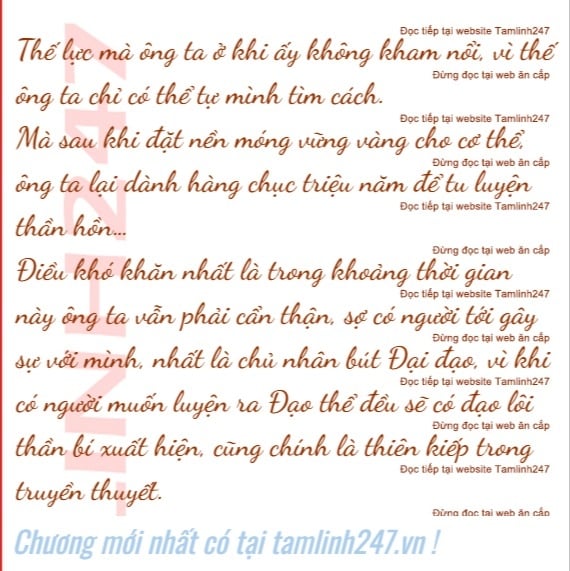 Đọc tiếp tại website Tamlinh247
Thế lực mà ông ta ở khi ấy không kham nổi, vì thế
Đừng đọc tại web ăn cắp
ông ta chỉ có thể tự mình tìm cách.
Đọc tiếp tại website Tamlinh247
Mà sau khi đặt nền móng vững vàng cho cơ thể,
Đừng đọc tại web ăn cắp
ông ta lại dành hàng chục triệu năm để tu luyện
Đọc tiếp tại website Tamlinh247
thần hồn...
Đừng đọc tại web ăn cắp
Điều khó khăn nhất là trong khoảng thời gian
Đọc tiếp tại website Tamlinh247
này ông ta vẫn phải cẩn thận, sợ có người tới gây
Đừng đọc tại web ăn cắp
sự với mình, nhất là chủ nhân bút Đại đạo, vì khi
Đọc tiếp tại website Tamlinh247
có người muốn luyện ra Đạo thể đều sẽ có đạo lôi
Đừng đọc tại web ăn cắp
thần bí xuất hiện, cũng chính là thiên kiếp trong
Đọc tiếp tại website Tamlinh247
truyền thuyết.
Đừng đọc tại web ăn cắp
INH247
Chương mới nhất có tại tamlinh247.vn !